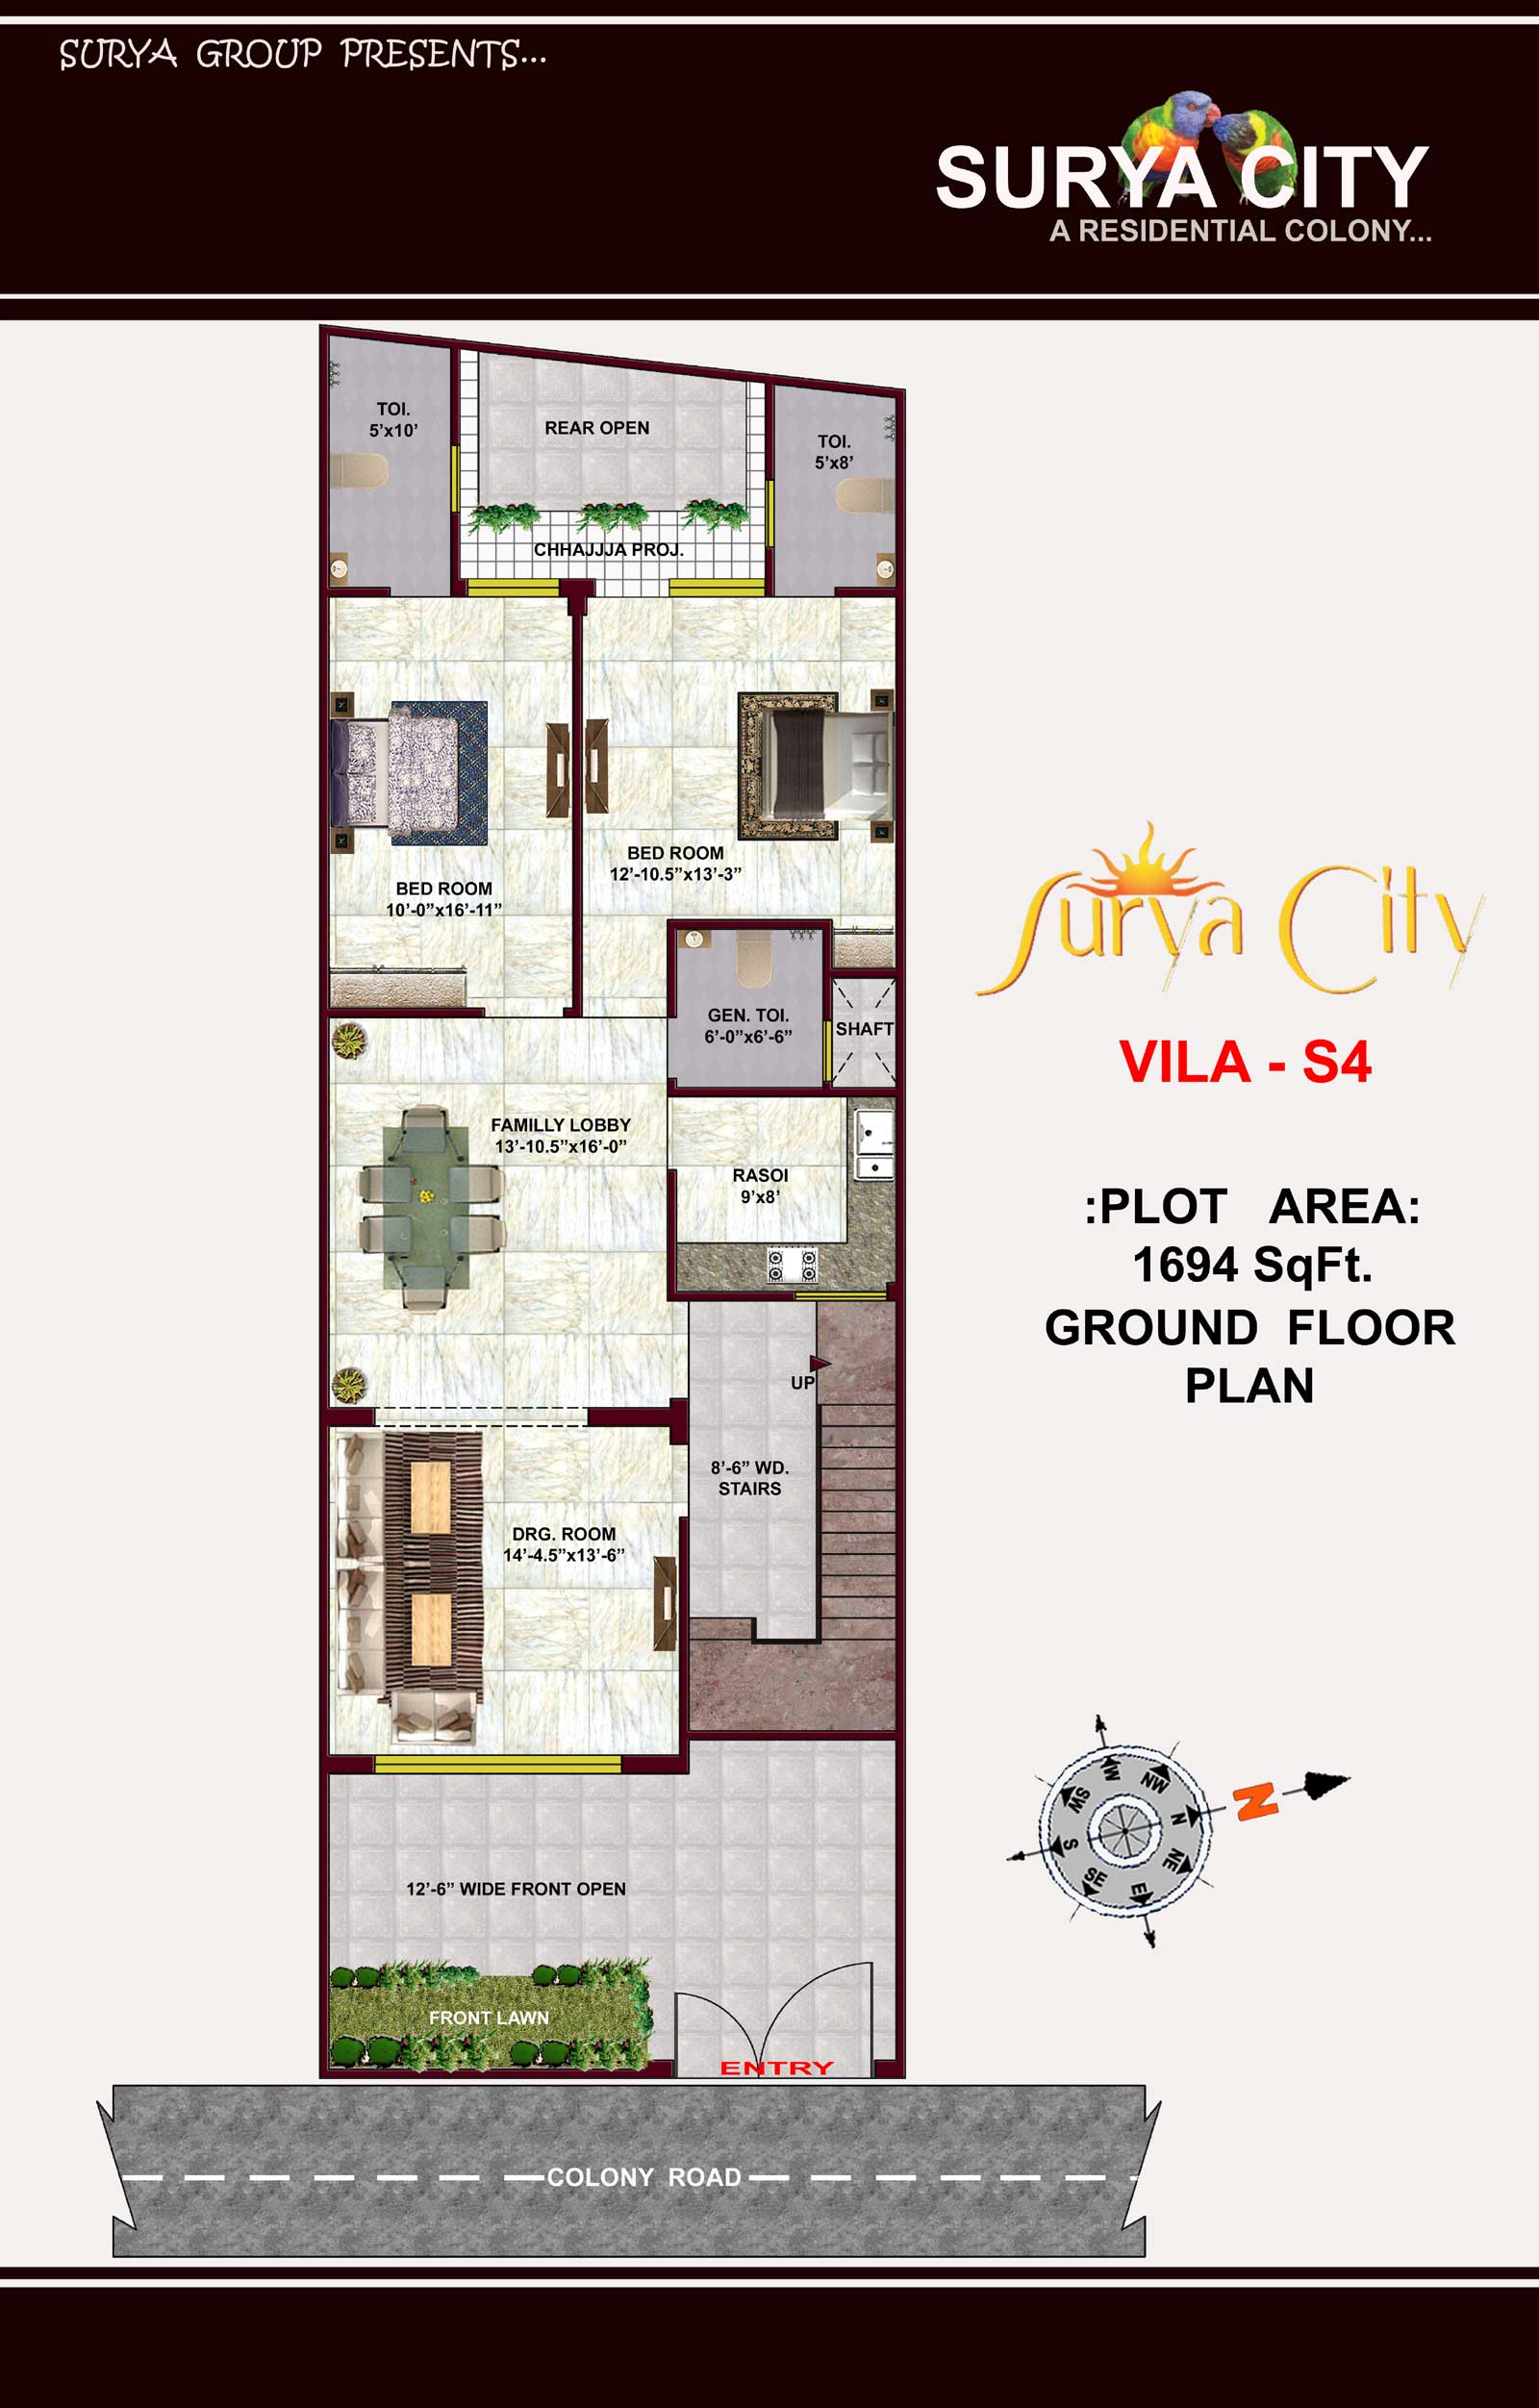 SURYA GROUP PRESENTS...
SURYA CITY
A RESIDENTIAL COLONY...
TOI.
5’x10’
REAR OPEN
TOI.
5’x8’
CHHAJJJA PROJ.
BED ROOM
12’-10.5”x13’-3”
BED ROOM
10’-0”x16’-11”
GEN. TOI.
6’-0”x6’-6”
SHAFT
FAMILLY LOBBY
13’-10.5”x16’-0”
RASOI
9’x8’
UP
8’-6” WD.
STAIRS
DRG. ROOM
14’-4.5”x13’-6”
12’-6” WIDE FRONT OPEN
FRONT LAWN
ENTRY
COLONY ROAD
Surya City
VILA - S4
:PLOT AREA:
1694 SqFt.
GROUND FLOOR
PLAN
W
NW
N
NE
E
SE
S
SW
N